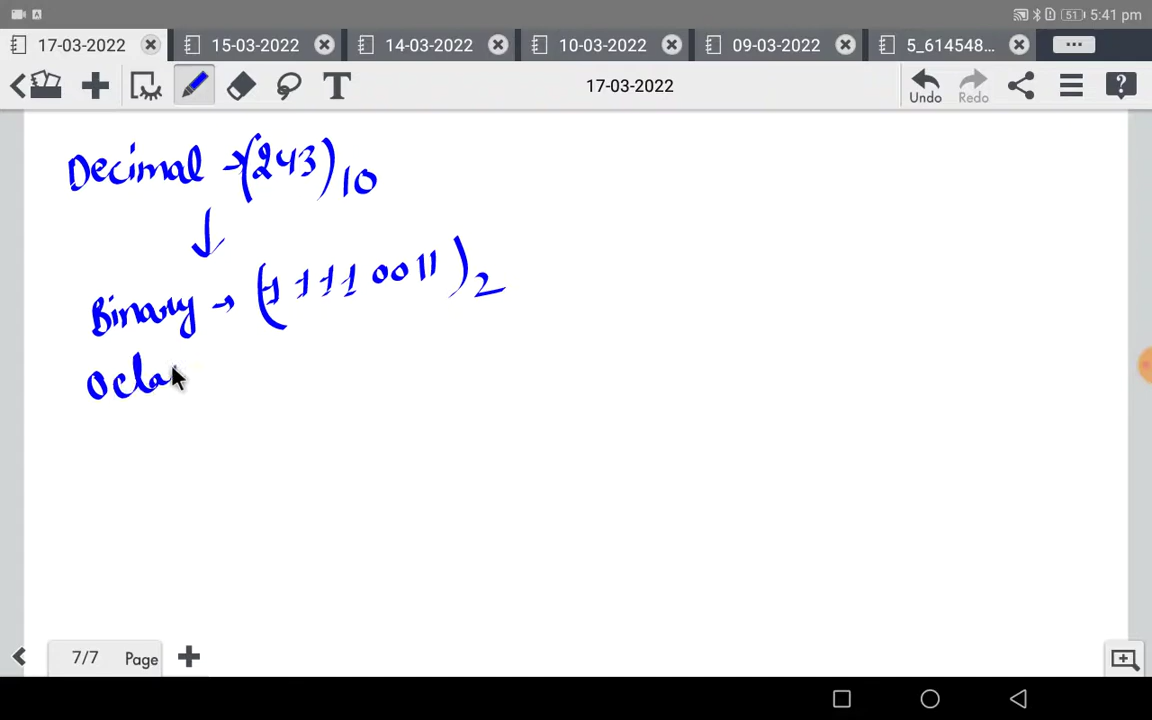 51 5:41 pm
17-03-2022 15-03-2022 14-03-2022 10-03-2022 09-03-2022 5_614548... ...
T 17-03-2022 Undo Redo ?
Decimal →(243)10
↓
Binary → (11110011)2
Octa
7/7 Page